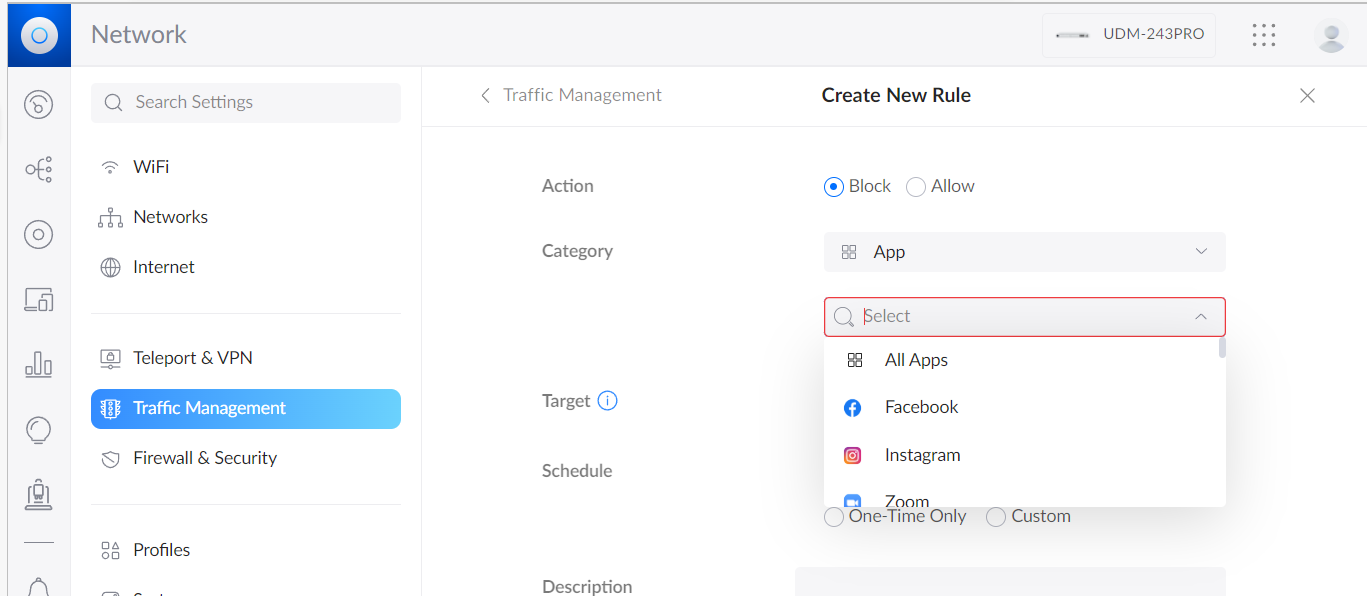 Network
UDM-243PRO
Search Settings
Traffic Management
Create New Rule
WiFi
Networks
Internet
Teleport & VPN
Traffic Management
Firewall & Security
Profiles
Action
Block
Allow
Category
App
Select
All Apps
Facebook
Instagram
Zoom
Target
Schedule
One-Time Only
Custom
Description